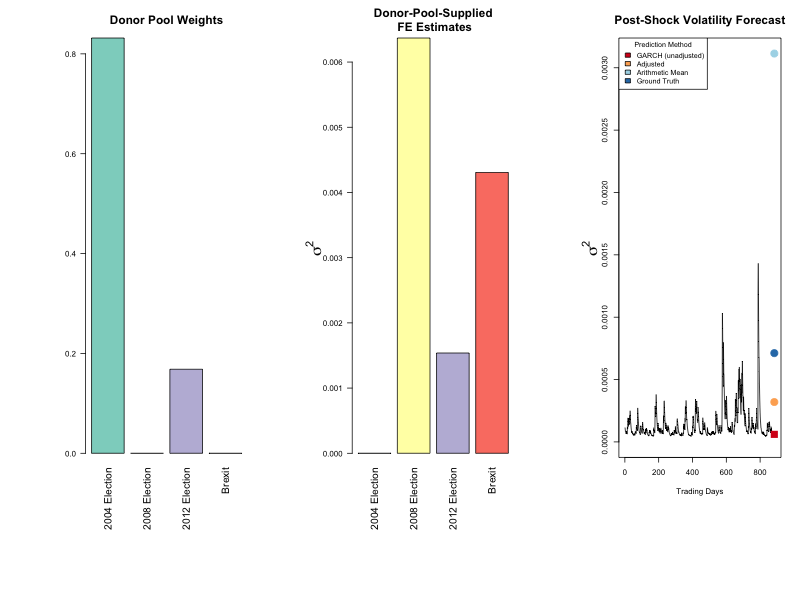 Donor Pool Weights
0.8
0.6
0.4
0.2
0.0
2004 Election
2008 Election
2012 Election
Brexit
Donor-Pool-Supplied
FE Estimates
σ²
0.006
0.005
0.004
0.003
0.002
0.001
0.000
2004 Election
2008 Election
2012 Election
Brexit
Post-Shock Volatility Forecast
Prediction Method
GARCH (unadjusted)
Adjusted
Arithmetic Mean
Ground Truth
σ²
0.0030
0.0025
0.0020
0.0015
0.0010
0.0005
0.0000
0
200
400
600
800
Trading Days